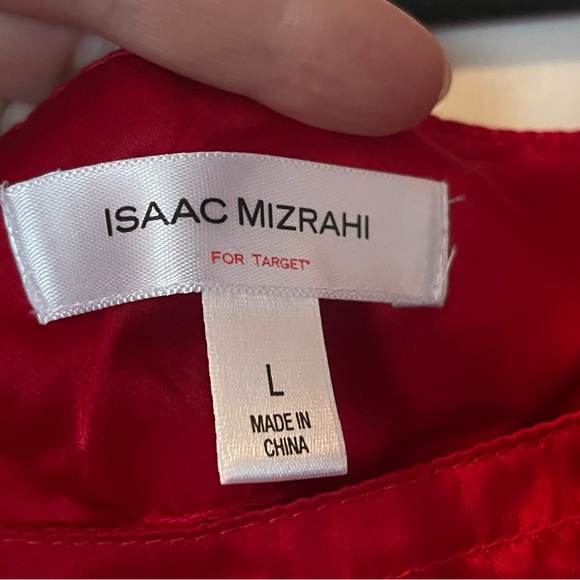 ISAAC MIZRAHI
FOR TARGET*
L
MADE IN
CHINA